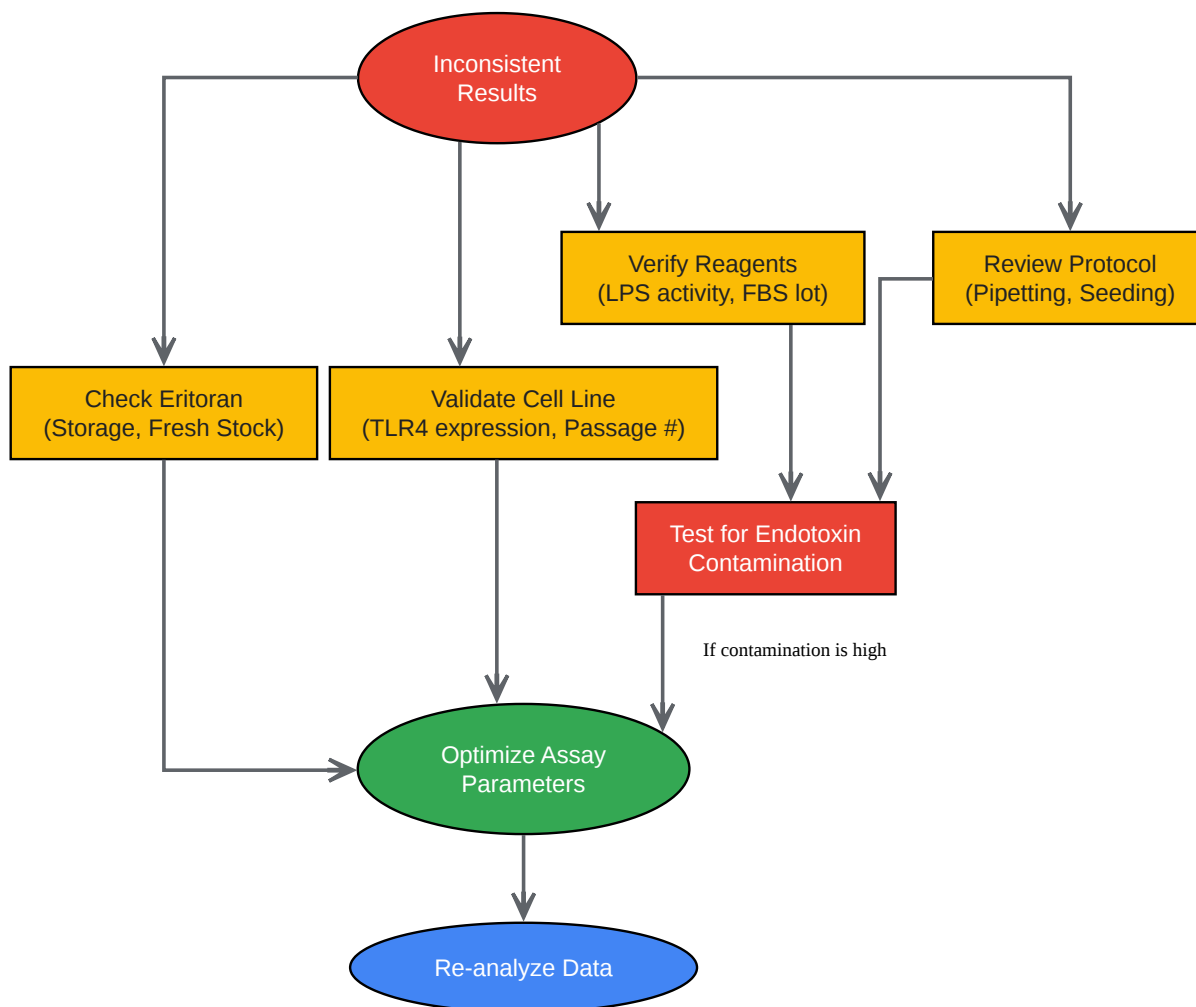 Inconsistent
Results
Verify Reagents
(LPS activity, FBS lot)
Review Protocol
(Pipetting, Seeding)
Check Eritoran
(Storage, Fresh Stock)
Validate Cell Line
(TLR4 expression, Passage #)
Test for Endotoxin
Contamination
If contamination is high
Optimize Assay
Parameters
Re-analyze Data